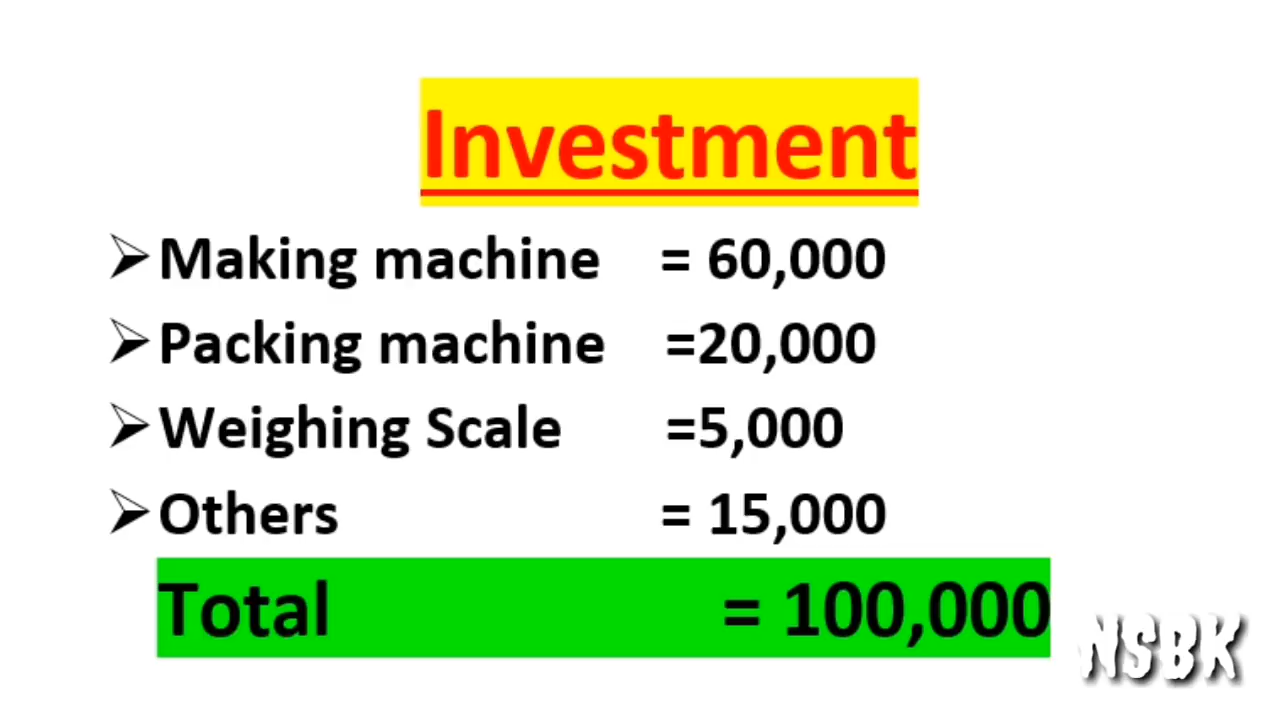 Investment
Making machine = 60,000
Packing machine =20,000
Weighing Scale =5,000
Others = 15,000
Total = 100,000
NSBK